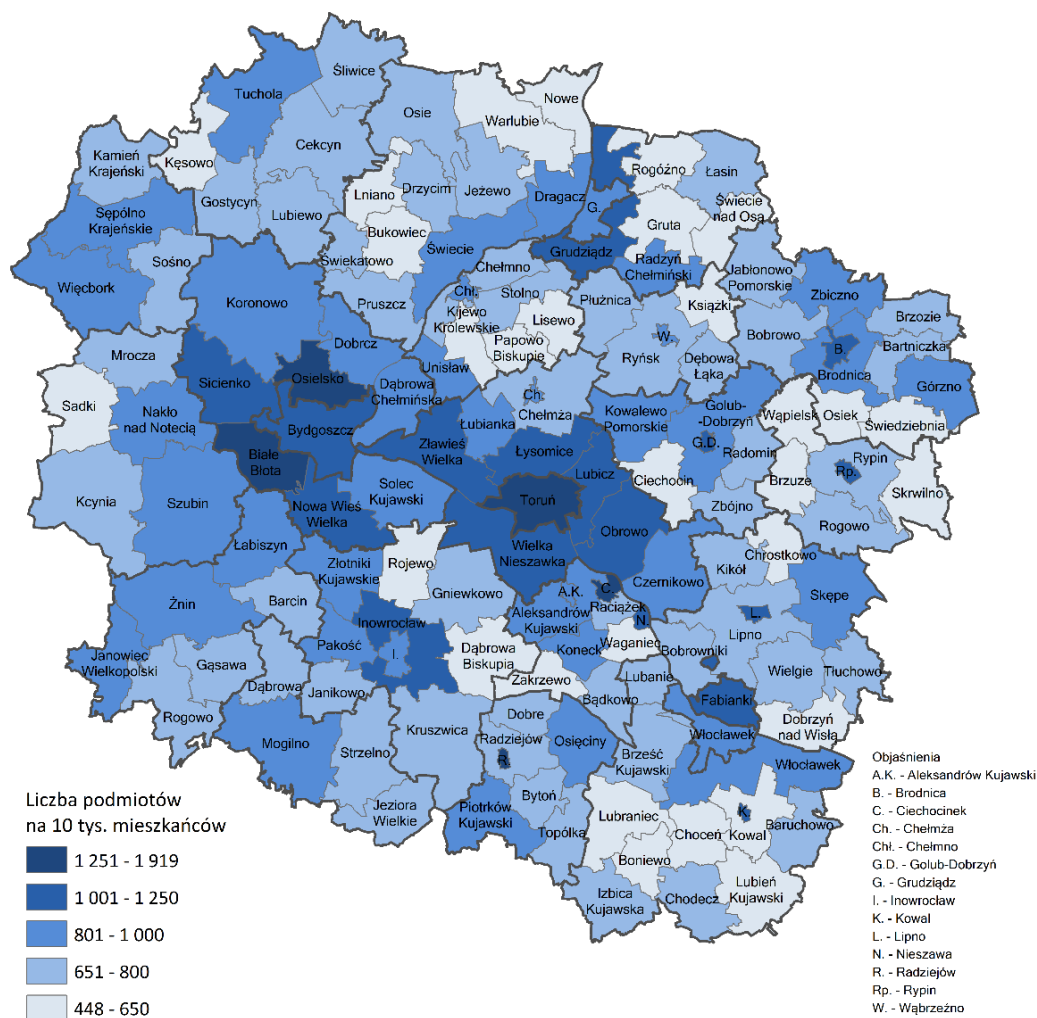 Śliwice
Tuchola
Osie
Nowe
Warlubie
Cekcyn
Kamień
Krajeński
Kęsowo
Rogóźno
Łasin
Lniano
Drzycim
Jeżewo
Dragacz
G.
Gostycyn
Lubiewo
Świecie
nad Osą
Sępólno
Krajeńskie
Bukowiec
Gruta
Świecie
Grudziądz
Sośno
Świekatowo
Chełmno
Radzyń
Chełmiński
Jabłonowo
Pomorskie
Więcbork
Koronowo
Pruszcz
Chł.
Stolno
Płużnica
Książki
Zbiczno
Kijewo
Królewskie
Lisewo
Bobrowo
Brzozie
Mrocza
Dobrcz
Papowo
Biskupie
W.
Ryńsk
Dębowa
Łąka
B.
Bartniczka
Sicienko
Osielsko
Unisław
Dąbrowa
Chełmińska
Brodnica
Górzno
Sadki
Nakło
nad Notecią
Ch.
Chełmża
Kowalewo
Pomorskie
Golub-
-Dobrzyń
Wąpielsk
Osiek
Bydgoszcz
Łubianka
Świedziebnia
Zławieś
Wielka
Łysomice
G.D.
Radomin
Białe
Błota
Lubicz
Rypin
Rp.
Kcynia
Szubin
Solec
Kujawski
Toruń
Ciechocin
Brzuze
Skrwilno
Nowa Wieś
Wielka
Zbójno
Rogowo
Łabiszyn
Wielka
Nieszawka
Obrowo
Chrostkowo
Złotniki
Kujawskie
Rojewo
Kikół
Żnin
Barcin
Gniewkowo
A.K.
C.
Raciążek
Czernikowo
Skępe
Inowrocław
Aleksandrów
Kujawski
N.
L.
Lipno
Pakość
I.
Koneck
Waganiec
Bobrowniki
Janowiec
Wielkopolski
Gąsawa
Dąbrowa
Biskupia
Zakrzewo
Lubanie
Wielgie
Tłuchowo
Dąbrowa
Janikowo
Bądkowo
Fabianki
Rogowo
Dobre
Dobrzyń
nad Wisłą
Mogilno
Strzelno
Kruszwica
Radziejów
Osięciny
Włocławek
R.
Brześć
Kujawski
Włocławek
Bytoń
Jeziora
Wielkie
Piotrków
Kujawski
Lubraniec
K.
Kowal
Baruchowo
Topólka
Choceń
Boniewo
Lubień
Kujawski
Izbica
Kujawska
Chodecz
Liczba podmiotów
na 10 tys. mieszkańców
1 251 - 1 919
1 001 - 1 250
801 - 1 000
651 - 800
448 - 650
Objaśnienia
A.K. - Aleksandrów Kujawski
B. - Brodnica
C. - Ciechocinek
Ch. - Chełmża
Chł. - Chełmno
G.D. - Golub-Dobrzyń
G. - Grudziądz
I. - Inowrocław
K. - Kowal
L. - Lipno
N. - Nieszawa
R. - Radziejów
Rp. - Rypin
W. - Wąbrzeźno